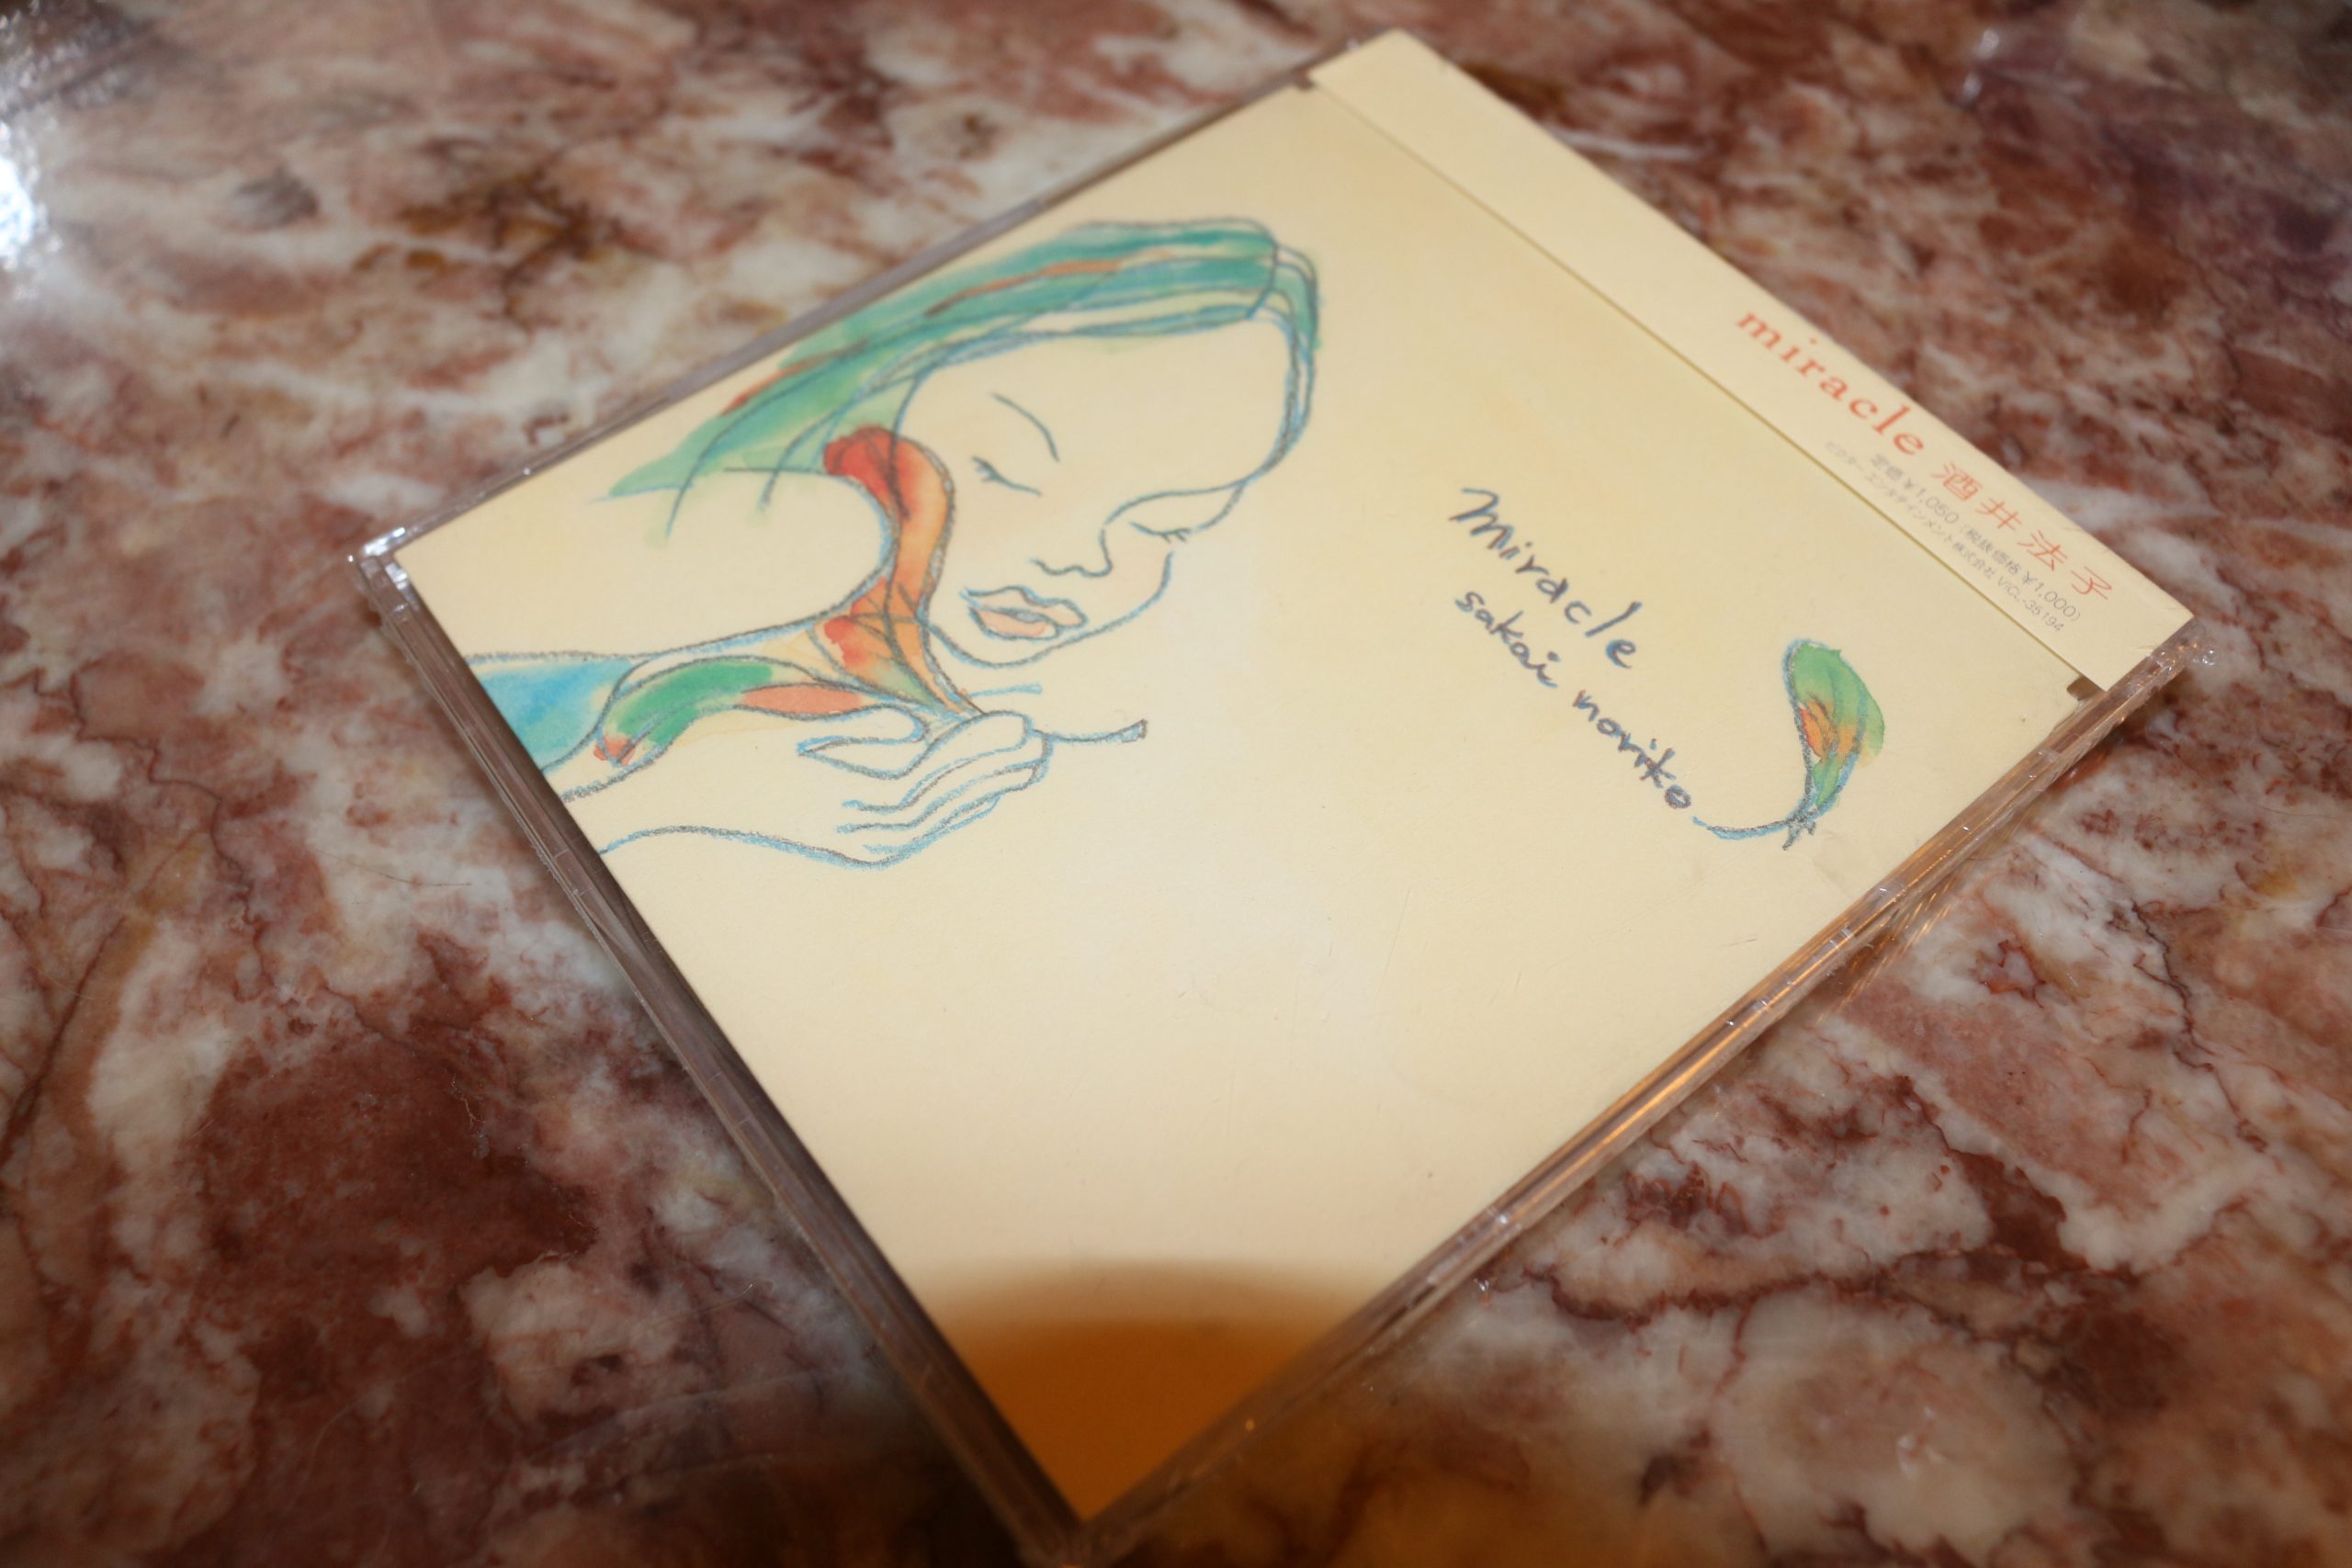 miracle 酒井法子
定価¥1,050（税抜価格¥1,000）
ビクターエンタテインメント株式会社 VICL-35194
miracle
sakai noriko